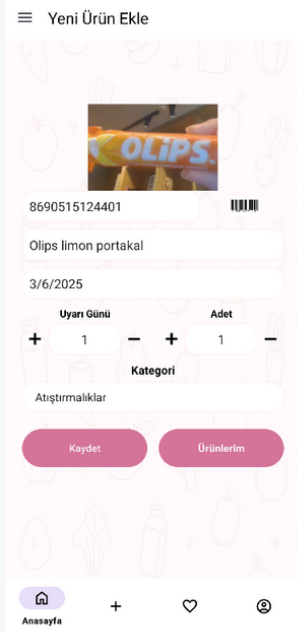 Yeni Ürün Ekle
OLiPS.
8690515124401
Olips limon portakal
3/6/2025
Uyarı Günü Adet
+ 1 − + 1 −
Kategori
Atıştırmalıklar
Kaydet Ürünlerim
Anasayfa